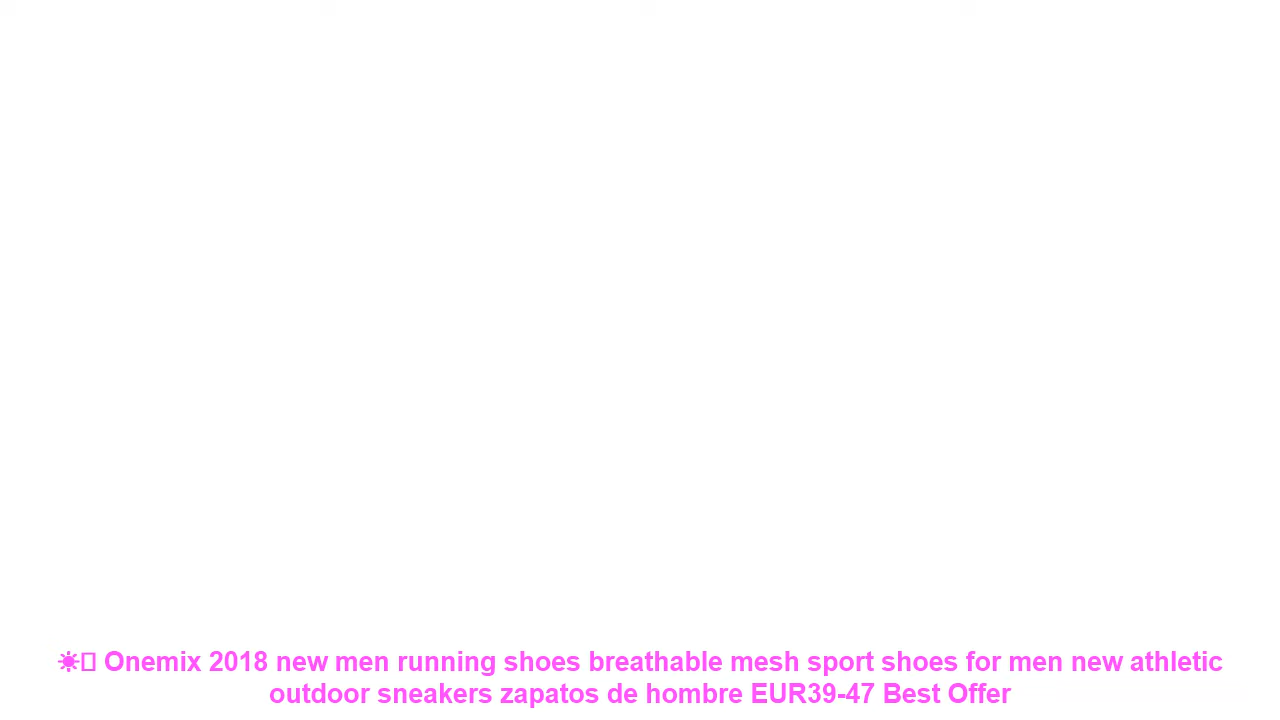 ☀️ Onemix 2018 new men running shoes breathable mesh sport shoes for men new athletic
outdoor sneakers zapatos de hombre EUR39-47 Best Offer